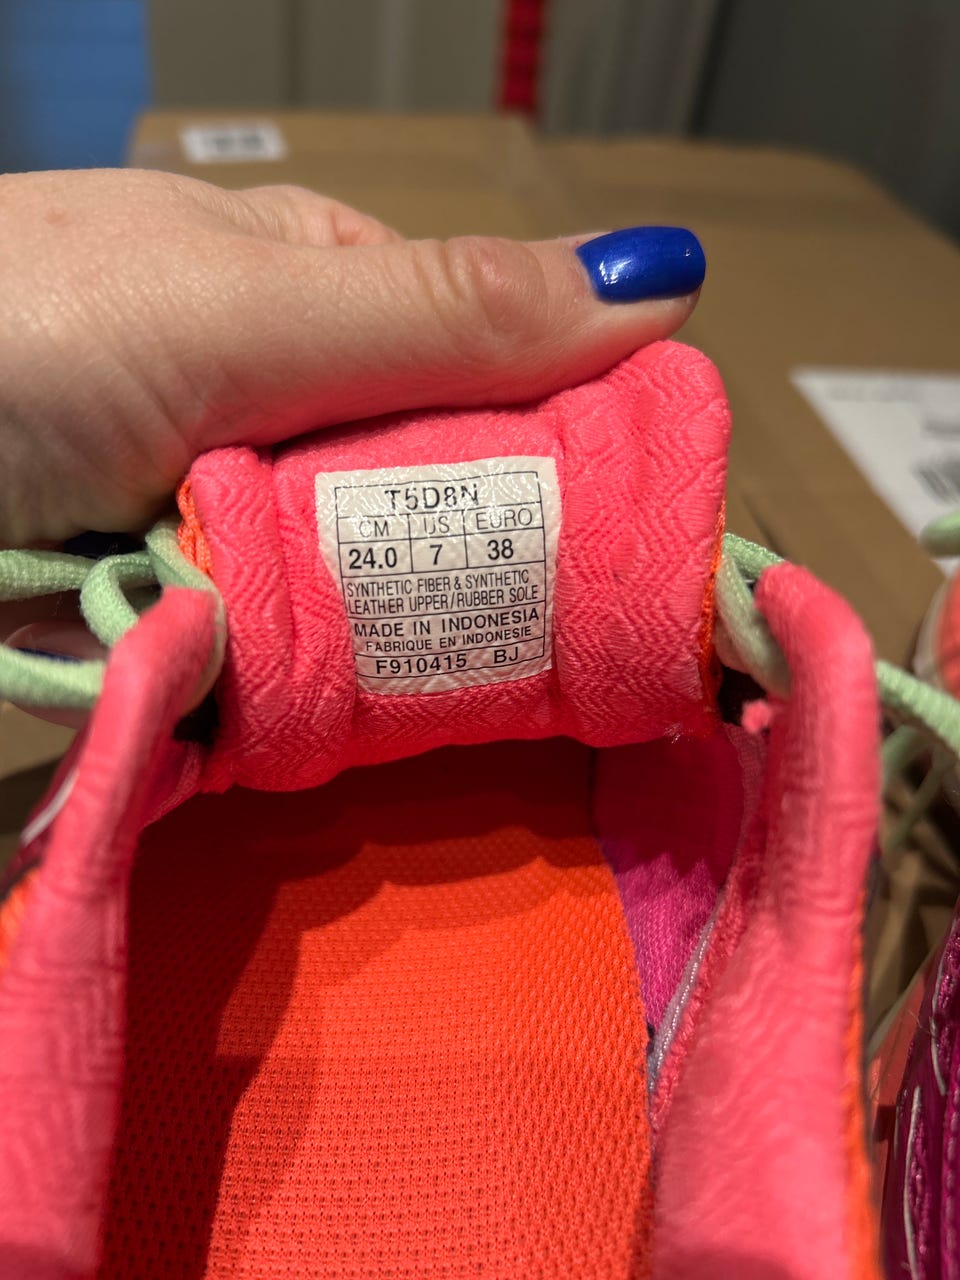 T5D8N
CM US EURO
24.0 7 38
SYNTHETIC FIBER & SYNTHETIC
LEATHER UPPER/RUBBER SOLE
MADE IN INDONESIA
FABRIQUE EN INDONESIE
F910415 BJ